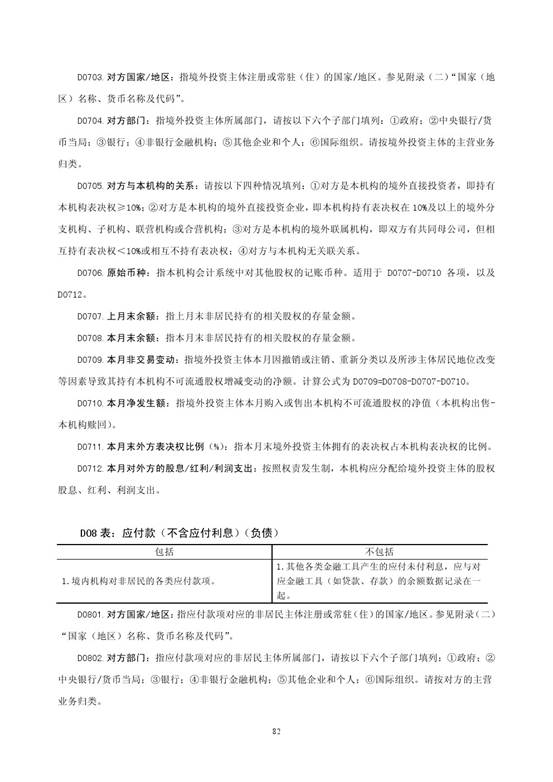 D0703.对方国家/地区：指境外投资主体注册或常驻（住）的国家/地区。参见附录（二）“国家（地
区）名称、货币名称及代码”。
D0704.对方部门：指境外投资主体所属部门，请按以下六个子部门填列：①政府；②中央银行/货
币当局；③银行；④非银行金融机构；⑤其他企业和个人；⑥国际组织。请按境外投资主体的主营业务
归类。
D0705.对方与本机构的关系：请按以下四种情况填列：①对方是本机构的境外直接投资者，即持有
本机构表决权≥10%；②对方是本机构的境外直接投资企业，即本机构持有表决权在 10%及以上的境外分
支机构、子机构、联营机构或合营机构；③对方是本机构的境外联属机构，即双方有共同母公司，但相
互持有表决权＜10%或相互不持有表决权；④对方与本机构无关联关系。
D0706.原始币种：指本机构会计系统中对其他股权的记账币种。适用于 D0707-D0710 各项，以及
D0712。
D0707.上月末余额：指上月末非居民持有的相关股权的存量金额。
D0708.本月末余额：指本月末非居民持有的相关股权的存量金额。
D0709.本月非交易变动：指境外投资主体本月因撤销或注销、重新分类以及所涉主体居民地位改变
等因素导致其持有本机构不可流通股权增减变动的净额。计算公式为 D0709=D0708-D0707-D0710。
D0710.本月净发生额：指境外投资主体本月购入或售出本机构不可流通股权的净值（本机构出售-
本机构赎回）。
D0711.本月末外方表决权比例（%）：指本月末境外投资主体拥有的表决权占本机构表决权的比例。
D0712.本月对外方的股息/红利/利润支出：按照权责发生制，本机构应分配给境外投资主体的股权
股息、红利、利润支出。
D08 表：应付款（不含应付利息）（负债）
包括 不包括
1.境内机构对非居民的各类应付款项。
1.其他各类金融工具产生的应付未付利息，应与对
应金融工具（如贷款、存款）的余额数据记录在一
起。
D0801.对方国家/地区：指应付款项对应的非居民主体注册或常驻（住）的国家/地区。参见附录（二）
“国家（地区）名称、货币名称及代码”。
D0802.对方部门：指应付款项对应的非居民主体所属部门，请按以下六个子部门填列：①政府；②
中央银行/货币当局；③银行；④非银行金融机构；⑤其他企业和个人；⑥国际组织。请按对方的主营
业务归类。
82